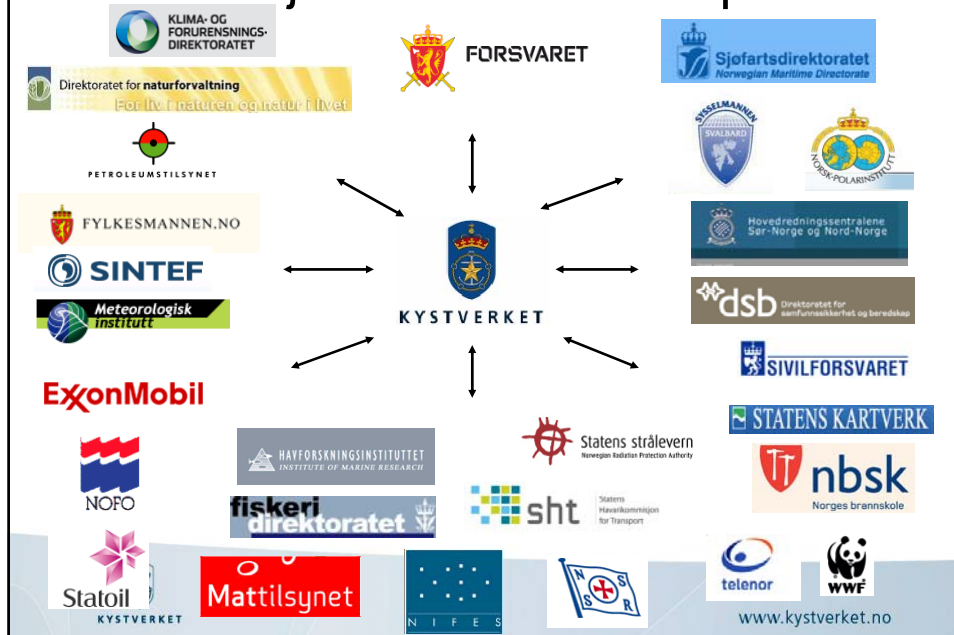 KLIMA- OG
FORURENSNINGS-
DIREKTORATET
FORSVARET
Sjøfartsdirektoratet
Norwegian Maritime Directorate
Direktoratet for naturforvaltning
For liv i naturen og natur i livet
SYSSELMANNEN
SVALBARD
NORSK-POLARINSTITUTT
PETROLEUMSTILSYNET
FYLKESMANNEN.NO
Hovedredningssentralene
Sør-Norge og Nord-Norge
SINTEF
KYSTVERKET
dsb Direktoratet for
samfunnssikkerhet og beredskap
Meteorologisk
institutt
SIVILFORSVARET
ExxonMobil
STATENS KARTVERK
HAVFORSKNINGSINSTITUTTET
INSTITUTE OF MARINE RESEARCH
Statens strålevern
Norwegian Radiation Protection Authority
nbsk
Norges brannskole
NOFO
fiskeri
direktoratet
sht
Statens
Havarikommisjon
for Transport
Statoil
KYSTVERKET
Mattilsynet
NIFES
N S
S R
telenor
WWF
www.kystverket.no